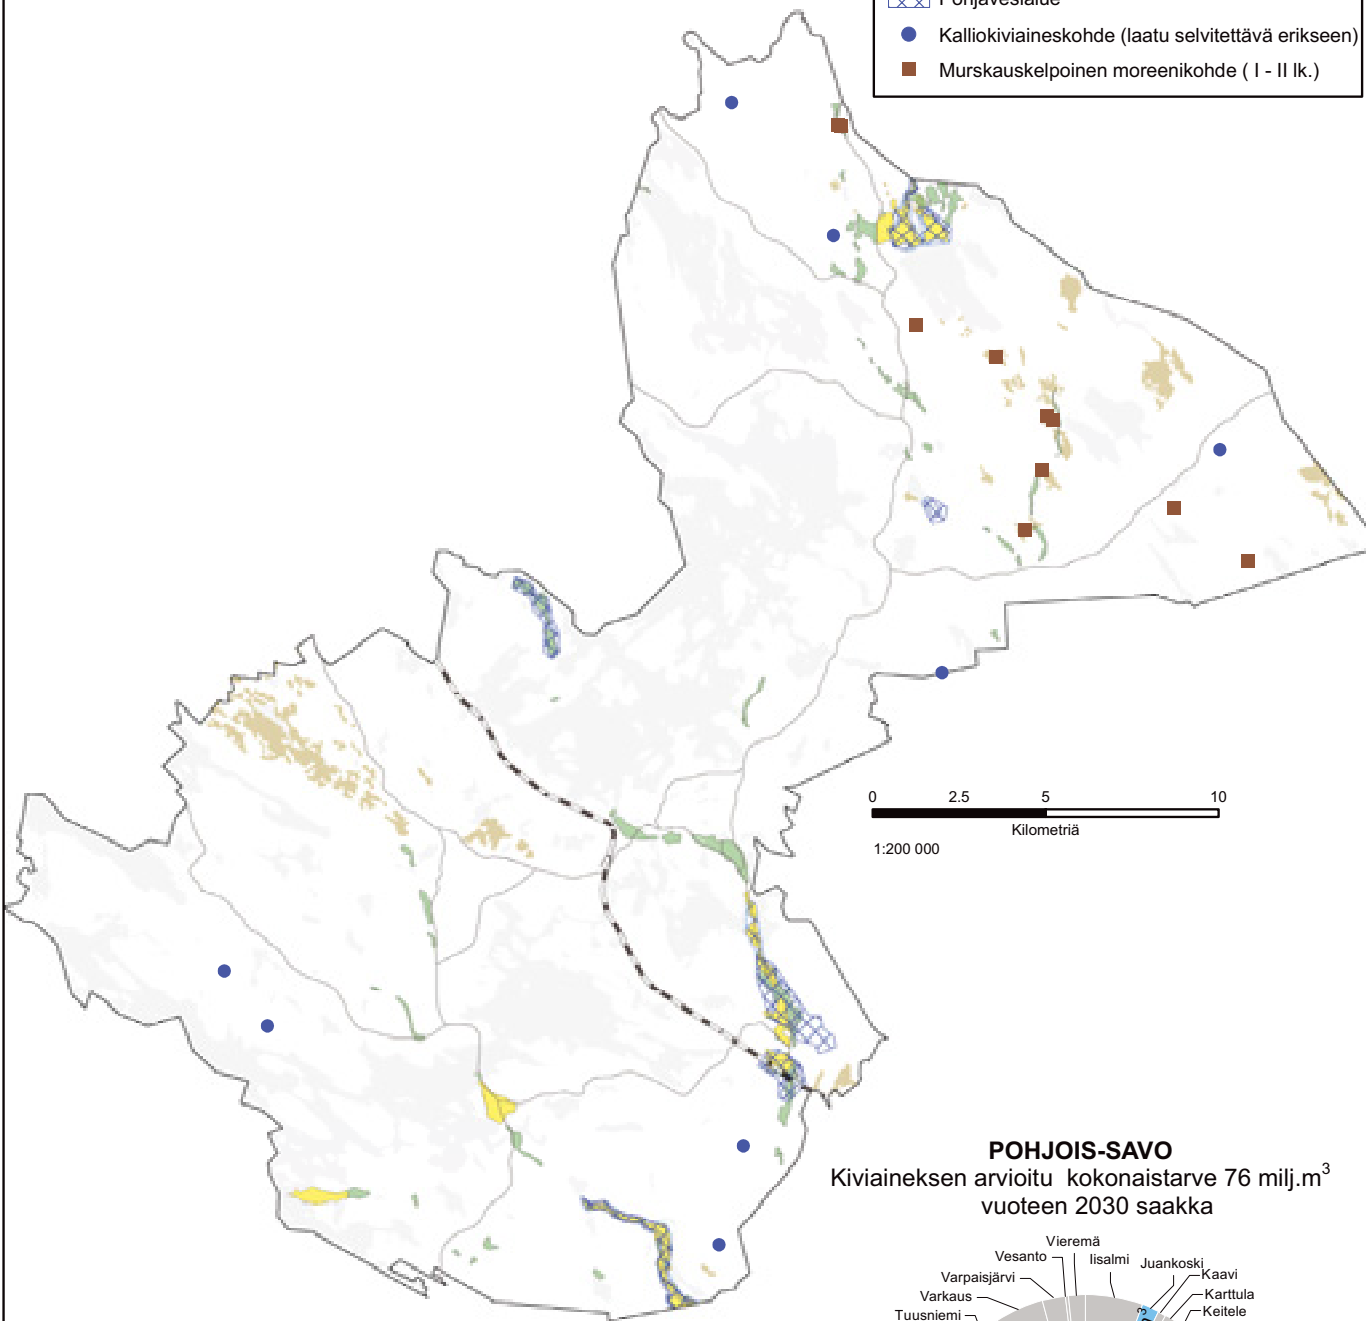 Pohjavesialue
Kalliokiviaineskohde (laatu selvitettävä erikseen)
Murskauskelpoinen moreenikohde ( I - II lk.)
0 2.5 5 10
Kilometriä
1:200 000
POHJOIS-SAVO
Kiviaineksen arvioitu kokonaistarve 76 milj.m³
vuoteen 2030 saakka
Vieremä
Vesanto
Iisalmi
Juankoski
Varpaisjärvi
Kaavi
Varkaus
Karttula
Tuusniemi
Keitele